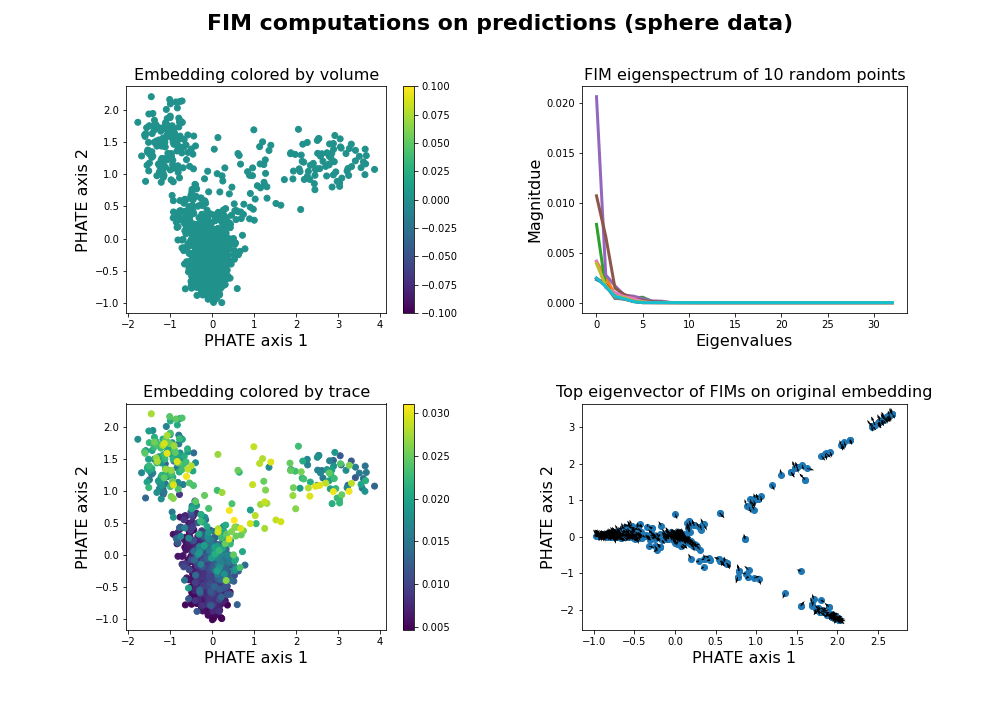 FIM computations on predictions (sphere data)
Embedding colored by volume
PHATE axis 2
2.0
1.5
1.0
0.5
0.0
−0.5
−1.0
−2 −1 0 1 2 3 4
PHATE axis 1
0.100
0.075
0.050
0.025
0.000
−0.025
−0.050
−0.075
−0.100
FIM eigenspectrum of 10 random points
Magnitdue
0.020
0.015
0.010
0.005
0.000
0 5 10 15 20 25 30
Eigenvalues
Embedding colored by trace
PHATE axis 2
2.0
1.5
1.0
0.5
0.0
−0.5
−1.0
−2 −1 0 1 2 3 4
PHATE axis 1
0.030
0.025
0.020
0.015
0.010
0.005
Top eigenvector of FIMs on original embedding
PHATE axis 2
3
2
1
0
−1
−2
−1.0 −0.5 0.0 0.5 1.0 1.5 2.0 2.5
PHATE axis 1